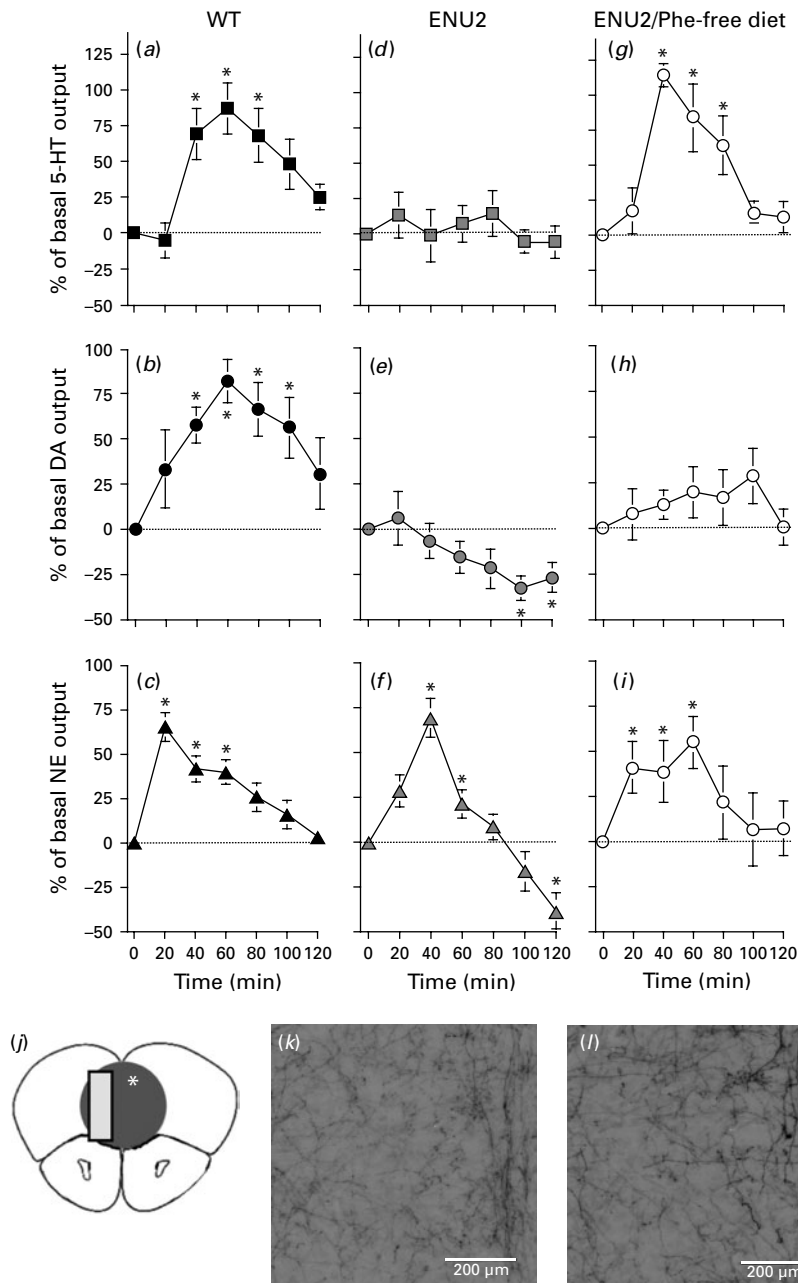 WT ENU2 ENU2/Phe-free diet
% of basal 5-HT output
125
100
75
50
25
0
−25
−50
(a)
*
*
*
(d)
(g)
*
*
*
% of basal DA output
100
75
50
25
0
−25
−50
(b)
*
*
*
*
*
(e)
*
*
(h)
% of basal NE output
100
75
50
25
0
−25
−50
(c)
*
*
*
(f)
*
*
*
(i)
*
*
*
0 20 40 60 80 100 120
0 20 40 60 80 100 120
0 20 40 60 80 100 120
Time (min) Time (min) Time (min)
(j)
*
(k)
200 µm
(l)
200 µm